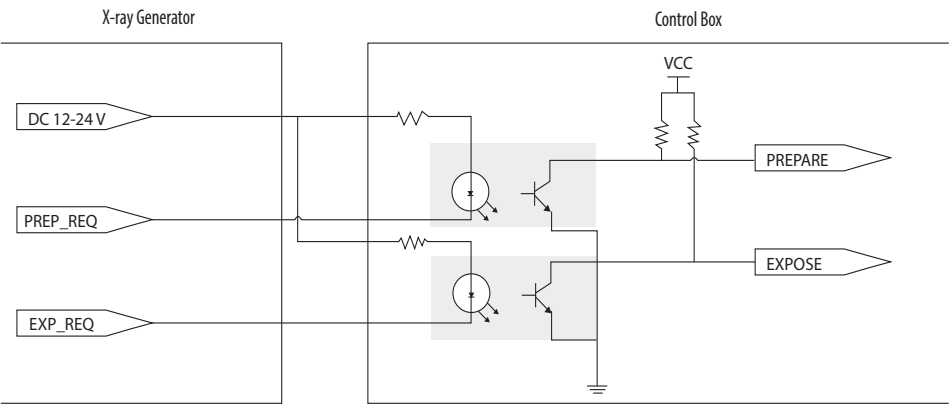 X-ray Generator
Control Box
VCC
DC 12-24 V
PREPARE
PREP_REQ
EXPOSE
EXP_REQ